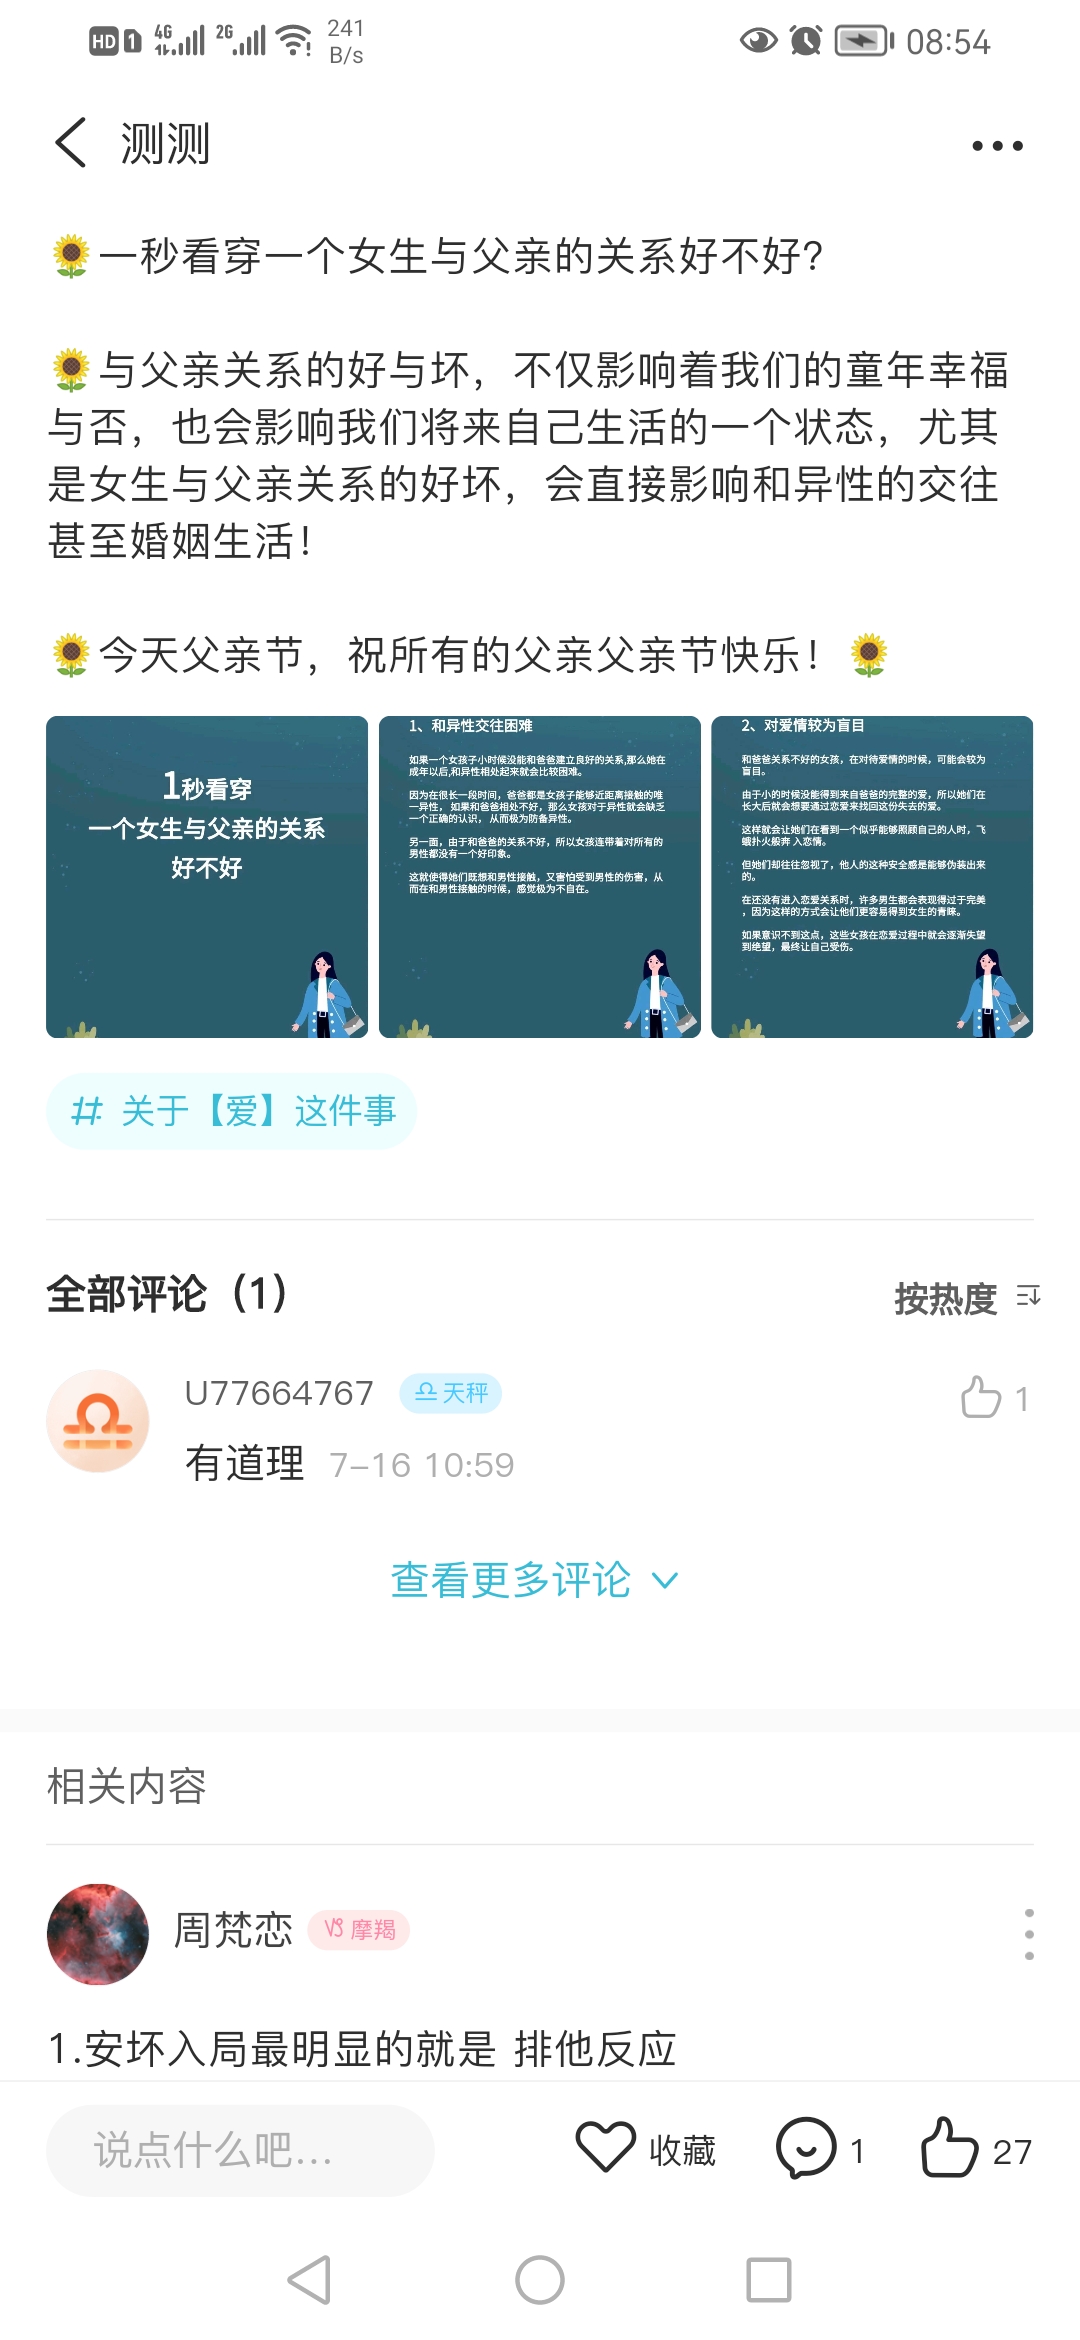 HD 1 4G 2G 241 B/s 08:54
测测
一秒看穿一个女生与父亲的关系好不好?
与父亲关系的好与坏，不仅影响着我们的童年幸福
与否，也会影响我们将来自己生活的一个状态，尤其
是女生与父亲关系的好坏，会直接影响和异性的交往
甚至婚姻生活！
今天父亲节，祝所有的父亲父亲节快乐！
1秒看穿
一个女生与父亲的关系
好不好
1、和异性交往困难
如果一个女孩子小时候没能和爸爸建立良好的关系,那么她在
成年以后,和异性相处起来就会比较困难。
因为在很长一段时间，爸爸都是女孩子能够近距离接触的唯
一异性， 如果和爸爸相处不好，那么女孩对于异性就会缺乏
一个正确的认识， 从而极为防备异性。
另一面，由于和爸爸的关系不好，所以女孩连带着对所有的
男性都没有一个好印象。
这就使得她们既想和男性接触，又害怕受到男性的伤害，从
而在和男性接触的时候，感觉极为不自在。
2、对爱情较为盲目
和爸爸关系不好的女孩，在对待爱情的时候，可能会较为
盲目。
由于小的时候没能得到来自爸爸的完整的爱，所以她们在
长大后就会想要通过恋爱来找回这份失去的爱。
这样就会让她们在看到一个似乎能够照顾自己的人时，飞
蛾扑火般奔 入恋情。
但她们却往往忽视了，他人的这种安全感是能够伪装出来
的。
在还没有进入恋爱关系时，许多男生都会表现得过于完美
，因为这样的方式会让他们更容易得到女生的青睐。
如果意识不到这点，这些女孩在恋爱过程中就会逐渐失望
到绝望，最终让自己受伤。
# 关于【爱】这件事
全部评论（1）
按热度
U77664767 天秤
1
有道理 7-16 10:59
查看更多评论
相关内容
周梵恋 摩羯
1.安坏入局最明显的就是 排他反应
说点什么吧... 收藏 1 27